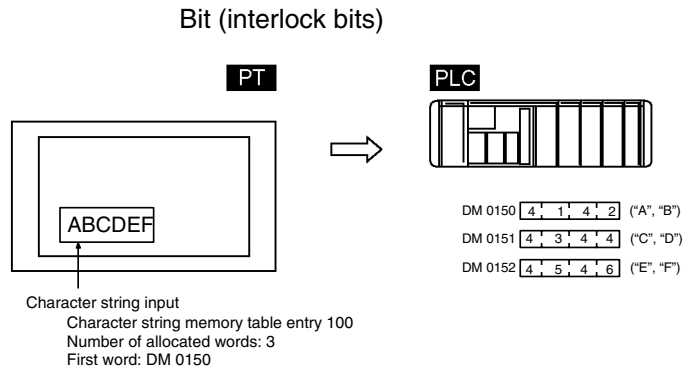 Bit (interlock bits)
PT
PLC
ABCDEF
DM 0150 4 1 4 2 (“A”, “B”)
DM 0151 4 3 4 4 (“C”, “D”)
DM 0152 4 5 4 6 (“E”, “F”)
Character string input
Character string memory table entry 100
Number of allocated words: 3
First word: DM 0150